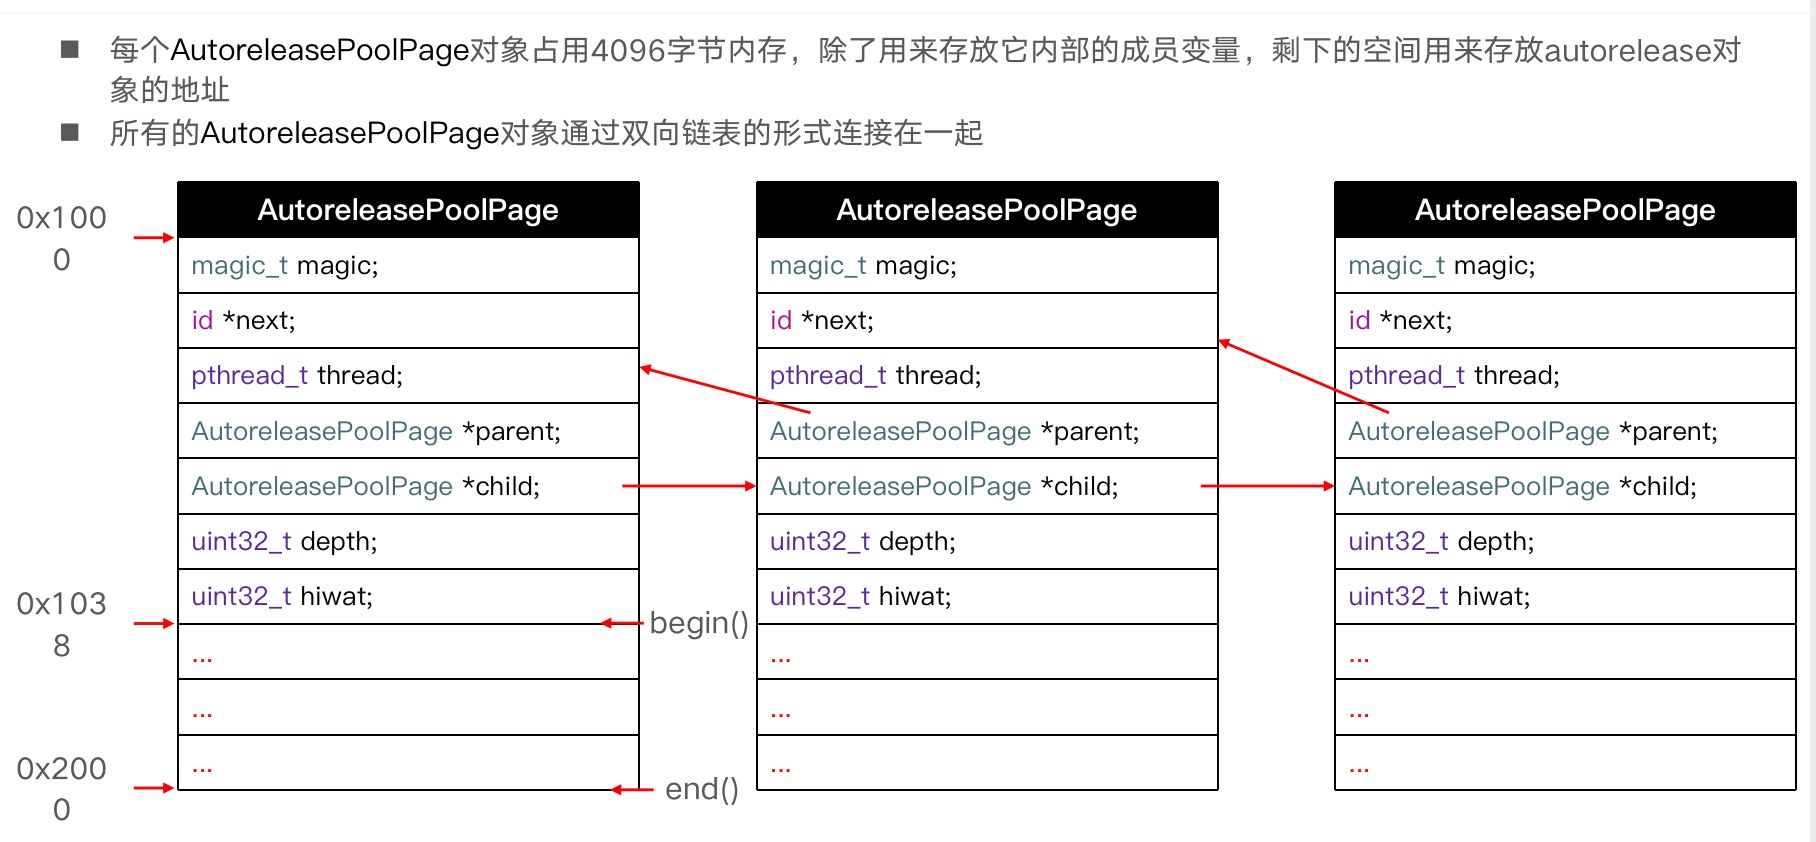 每个AutoreleasePoolPage对象占用4096字节内存，除了用来存放它内部的成员变量，剩下的空间用来存放autorelease对
象的地址
所有的AutoreleasePoolPage对象通过双向链表的形式连接在一起
0x100
0
0x103
8
0x200
0
AutoreleasePoolPage
magic_t magic;
id *next;
pthread_t thread;
AutoreleasePoolPage *parent;
AutoreleasePoolPage *child;
uint32_t depth;
uint32_t hiwat;
...
...
...
begin()
end()
AutoreleasePoolPage
magic_t magic;
id *next;
pthread_t thread;
AutoreleasePoolPage *parent;
AutoreleasePoolPage *child;
uint32_t depth;
uint32_t hiwat;
...
...
...
AutoreleasePoolPage
magic_t magic;
id *next;
pthread_t thread;
AutoreleasePoolPage *parent;
AutoreleasePoolPage *child;
uint32_t depth;
uint32_t hiwat;
...
...
...